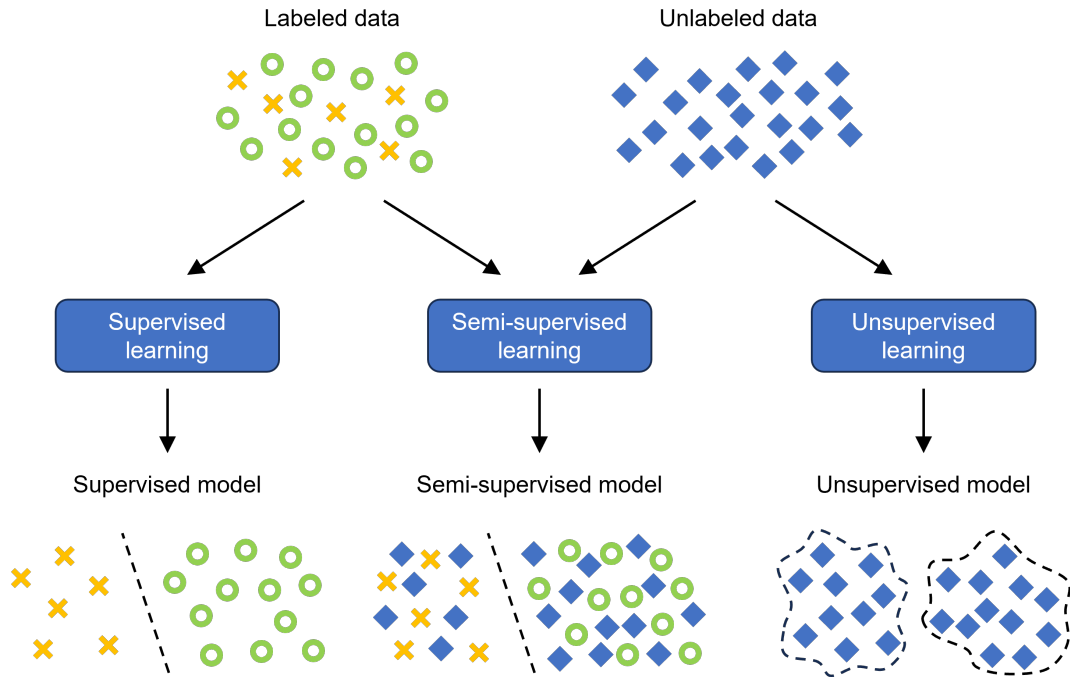 Labeled data
Unlabeled data
Supervised
learning
Semi-supervised
learning
Unsupervised
learning
Supervised model
Semi-supervised model
Unsupervised model